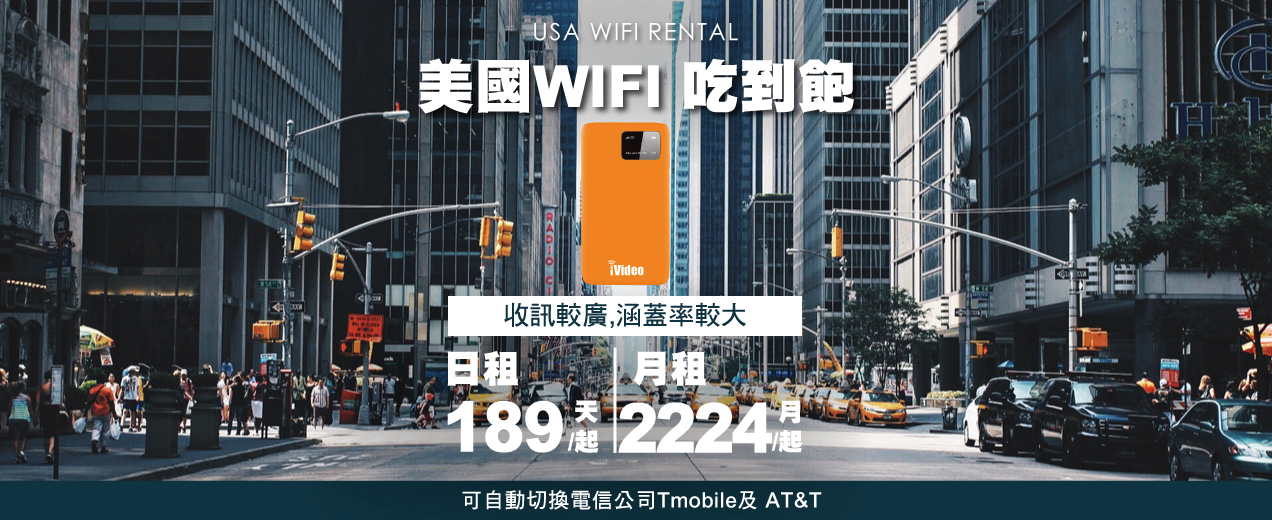 USA WIFI RENTAL
美國WIFI 吃到飽
RADIO CI
iVideo
收訊較廣,涵蓋率較大
日租
月租
189天/起
2224月/起
可自動切換電信公司Tmobile及 AT&T